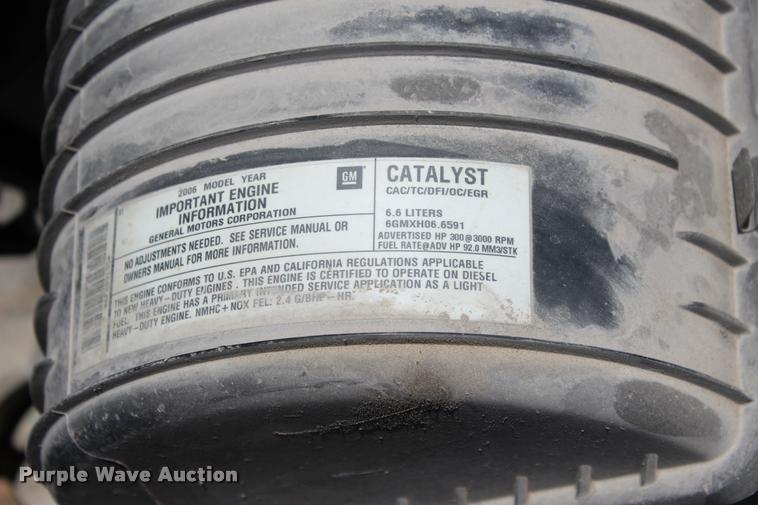 2006 MODEL YEAR
IMPORTANT ENGINE
INFORMATION
GENERAL MOTORS CORPORATION
GM
NO ADJUSTMENTS NEEDED. SEE SERVICE MANUAL OR
OWNERS MANUAL FOR MORE INFORMATION.
CATALYST
CAC/TC/DFI/OC/EGR
6.6 LITERS
6GMXH06.6591
ADVERTISED HP 300@3000 RPM
FUEL RATE@ADV HP 92.0 MM3/STK
THIS ENGINE CONFORMS TO U.S. EPA AND CALIFORNIA REGULATIONS APPLICABLE
TO NEW HEAVY-DUTY ENGINES. THIS ENGINE IS CERTIFIED TO OPERATE ON DIESEL
FUEL. THIS ENGINE HAS A PRIMARY INTENDED SERVICE APPLICATION AS A LIGHT
HEAVY-DUTY ENGINE. NMHC+NOX FEL: 2.4 G/BHP-HR.
Purple Wave Auction